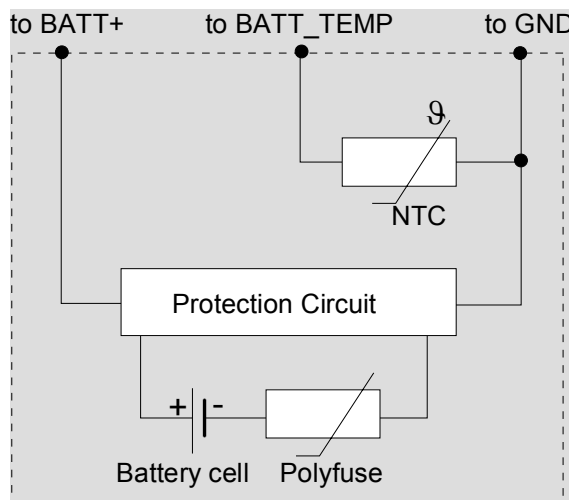 to BATT+ to BATT_TEMP to GND
ϑ
NTC
Protection Circuit
+ -
Battery cell Polyfuse